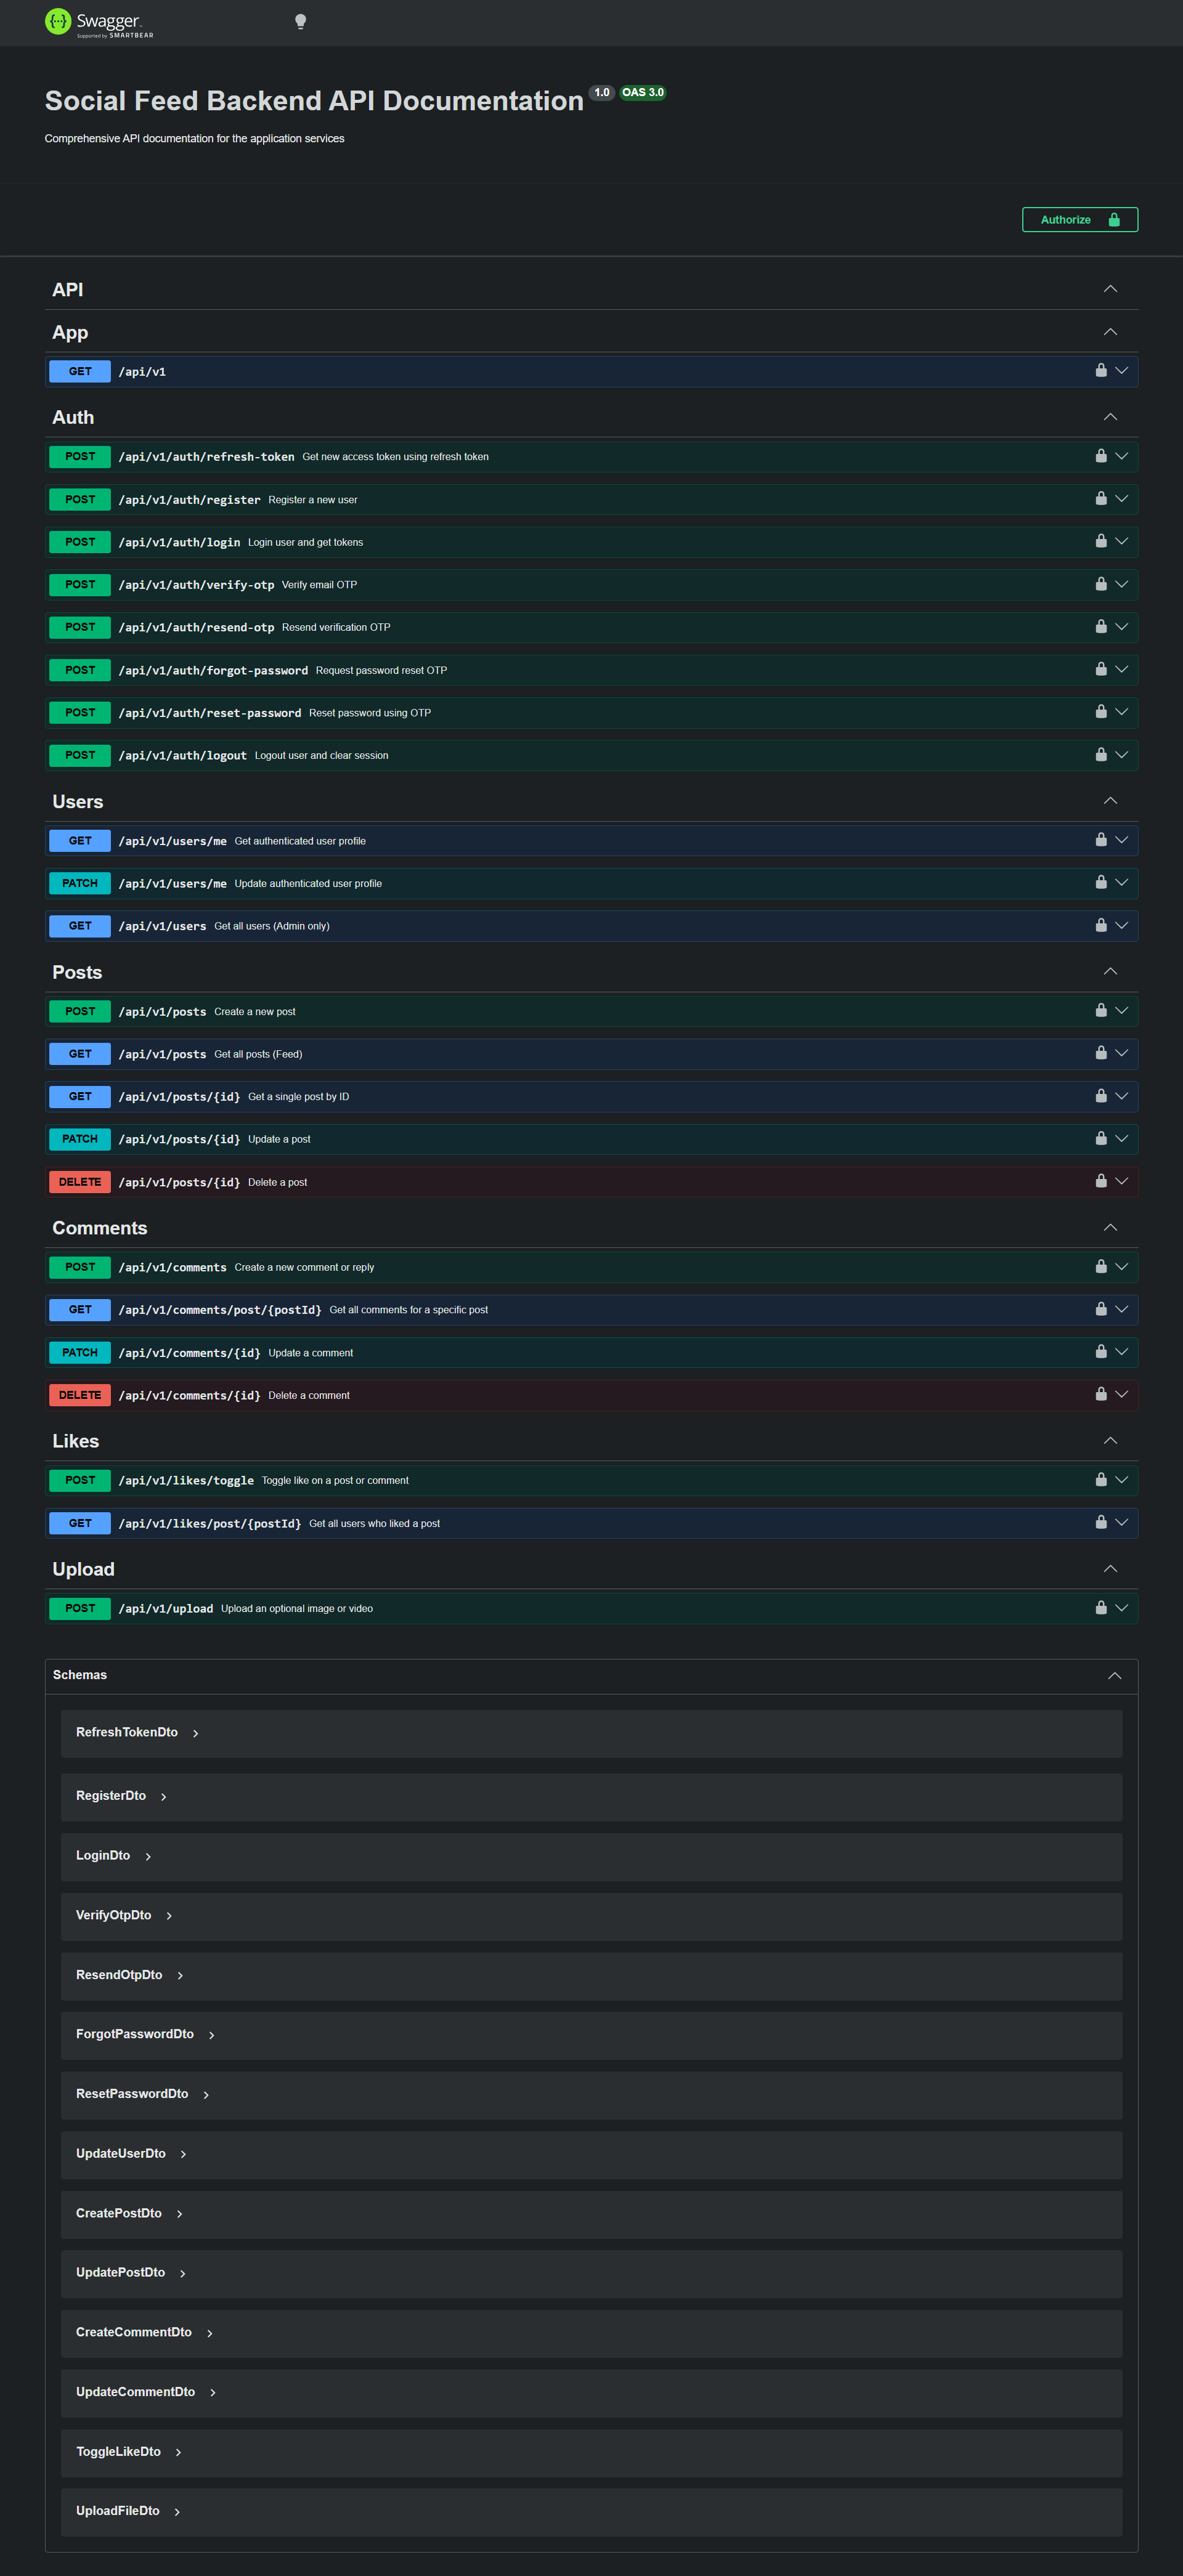 Swagger
Supported by SMARTBEAR
Social Feed Backend API Documentation 1.0 OAS 3.0
Comprehensive API documentation for the application services
Authorize
API
App
GET /api/v1
Auth
POST /api/v1/auth/refresh-token Get new access token using refresh token
POST /api/v1/auth/register Register a new user
POST /api/v1/auth/login Login user and get tokens
POST /api/v1/auth/verify-otp Verify email OTP
POST /api/v1/auth/resend-otp Resend verification OTP
POST /api/v1/auth/forgot-password Request password reset OTP
POST /api/v1/auth/reset-password Reset password using OTP
POST /api/v1/auth/logout Logout user and clear session
Users
GET /api/v1/users/me Get authenticated user profile
PATCH /api/v1/users/me Update authenticated user profile
GET /api/v1/users Get all users (Admin only)
Posts
POST /api/v1/posts Create a new post
GET /api/v1/posts Get all posts (Feed)
GET /api/v1/posts/{id} Get a single post by ID
PATCH /api/v1/posts/{id} Update a post
DELETE /api/v1/posts/{id} Delete a post
Comments
POST /api/v1/comments Create a new comment or reply
GET /api/v1/comments/post/{postId} Get all comments for a specific post
PATCH /api/v1/comments/{id} Update a comment
DELETE /api/v1/comments/{id} Delete a comment
Likes
POST /api/v1/likes/toggle Toggle like on a post or comment
GET /api/v1/likes/post/{postId} Get all users who liked a post
Upload
POST /api/v1/upload Upload an optional image or video
Schemas
RefreshTokenDto
RegisterDto
LoginDto
VerifyOtpDto
ResendOtpDto
ForgotPasswordDto
ResetPasswordDto
UpdateUserDto
CreatePostDto
UpdatePostDto
CreateCommentDto
UpdateCommentDto
ToggleLikeDto
UploadFileDto